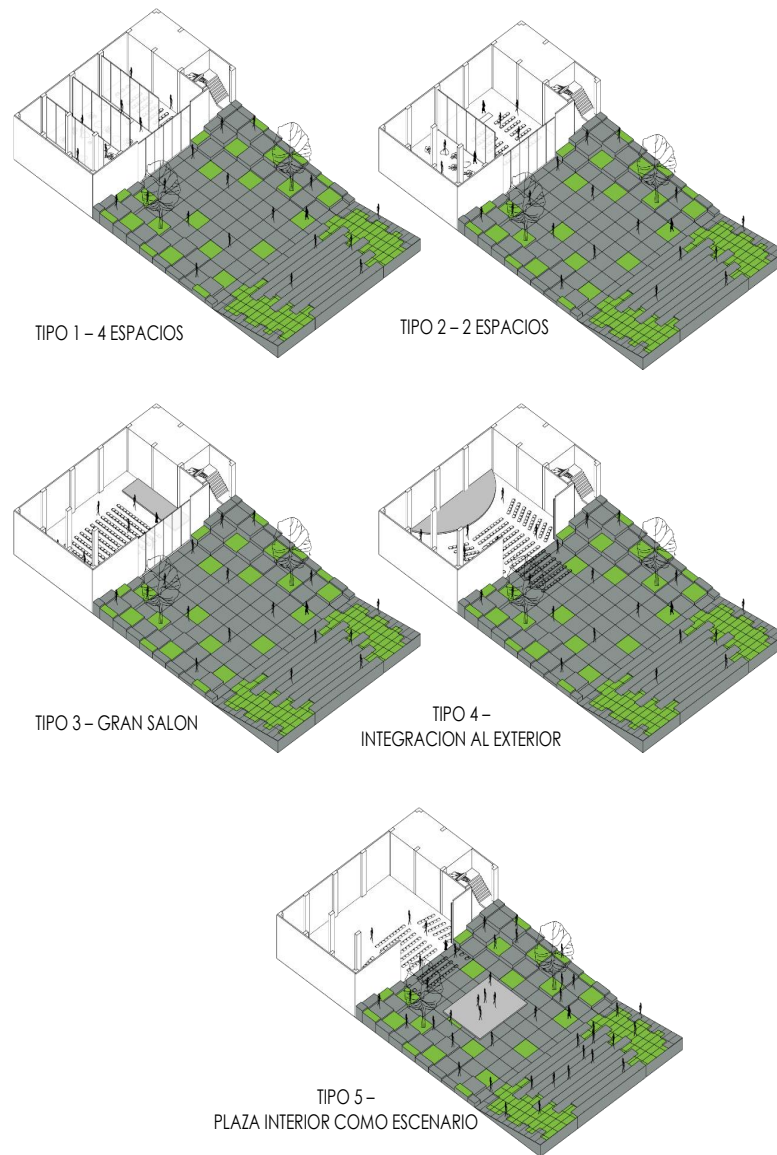 TIPO 1 – 4 ESPACIOS
TIPO 2 – 2 ESPACIOS
TIPO 3 – GRAN SALON
TIPO 4 –
INTEGRACION AL EXTERIOR
TIPO 5 –
PLAZA INTERIOR COMO ESCENARIO